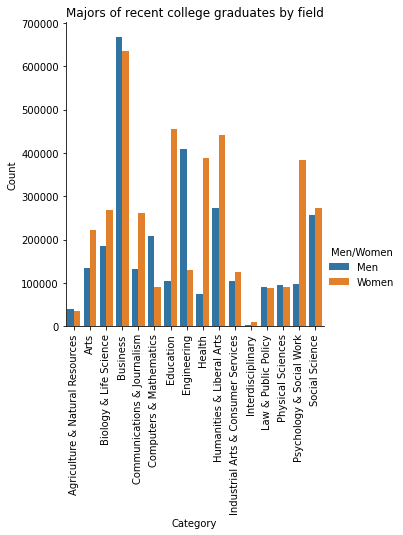 Majors of recent college graduates by field
700000
600000
500000
400000
300000
200000
100000
0
Count
Men/Women
Men
Women
Agriculture & Natural Resources
Arts
Biology & Life Science
Business
Communications & Journalism
Computers & Mathematics
Education
Engineering
Health
Humanities & Liberal Arts
Industrial Arts & Consumer Services
Interdisciplinary
Law & Public Policy
Physical Sciences
Psychology & Social Work
Social Science
Category